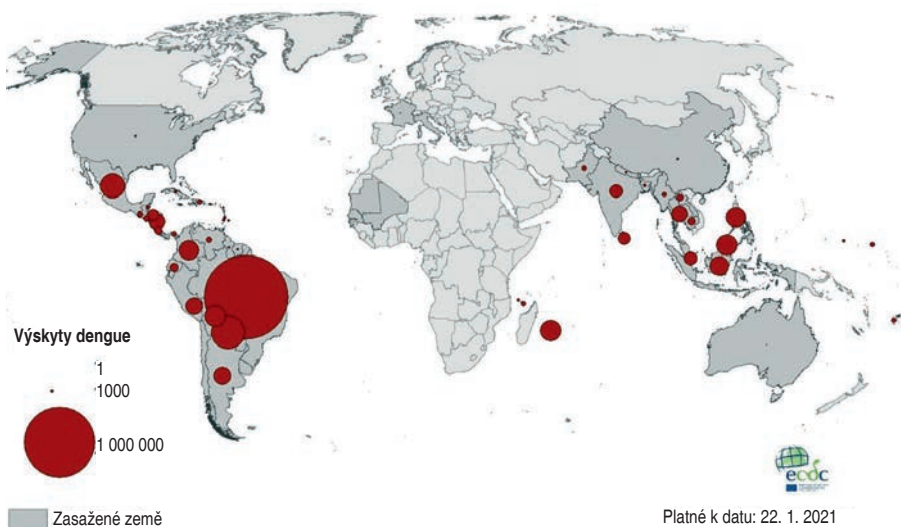 Výskyty dengue
1
1000
1 000 000
Zasažené země
ecdc
Platné k datu: 22. 1. 2021